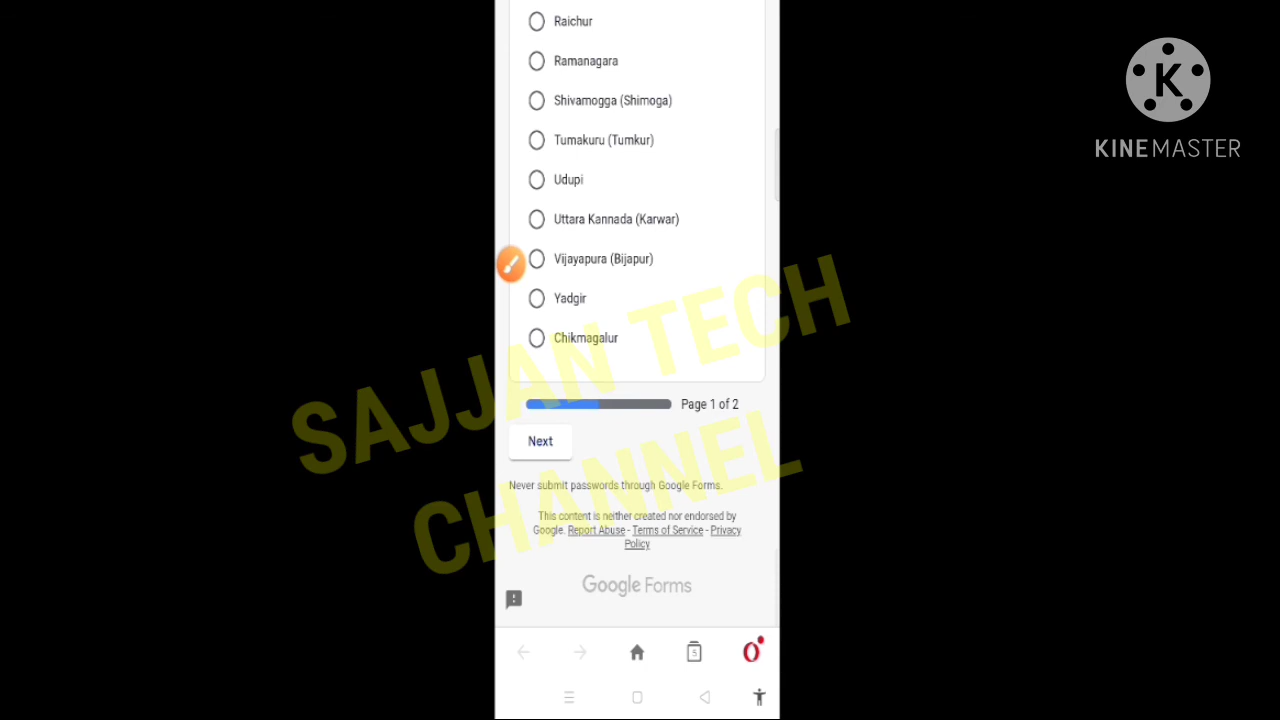 Raichur
Ramanagara
Shivamogga (Shimoga)
Tumakuru (Tumkur)
Udupi
Uttara Kannada (Karwar)
Vijayapura (Bijapur)
Yadgir
Chikmagalur
Page 1 of 2
Next
Never submit passwords through Google Forms.
This content is neither created nor endorsed by
Google. Report Abuse - Terms of Service - Privacy
Policy
Google Forms
5
K
KINEMASTER
SAJJAN TECH
CHANNEL